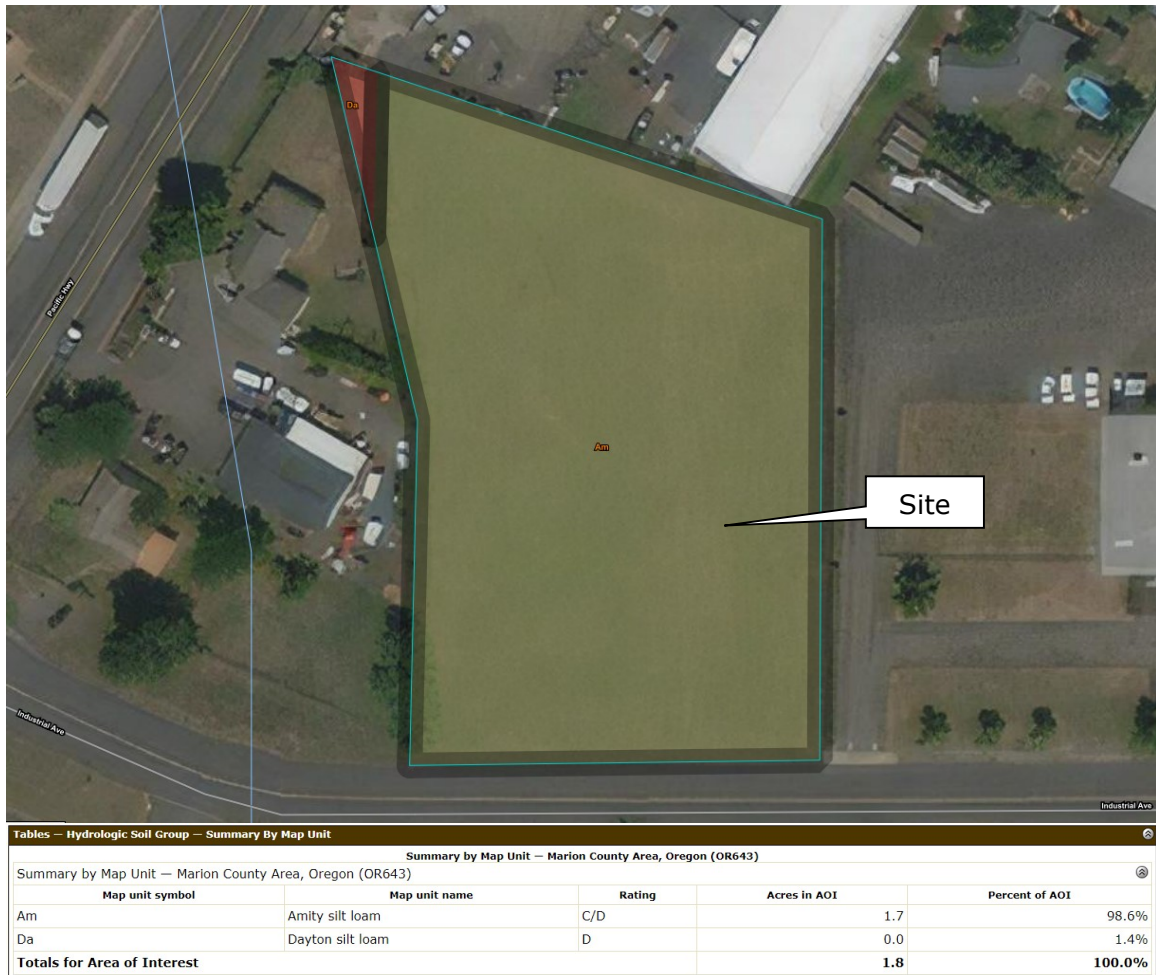 Da
Pacific Hwy
Am
Site
Industrial Ave
Industrial Ave
Tables — Hydrologic Soil Group — Summary By Map Unit
Summary by Map Unit — Marion County Area, Oregon (OR643)
Summary by Map Unit — Marion County Area, Oregon (OR643)
Map unit symbol Map unit name Rating Acres in AOI Percent of AOI
Am Amity silt loam C/D 1.7 98.6%
Da Dayton silt loam D 0.0 1.4%
Totals for Area of Interest 1.8 100.0%